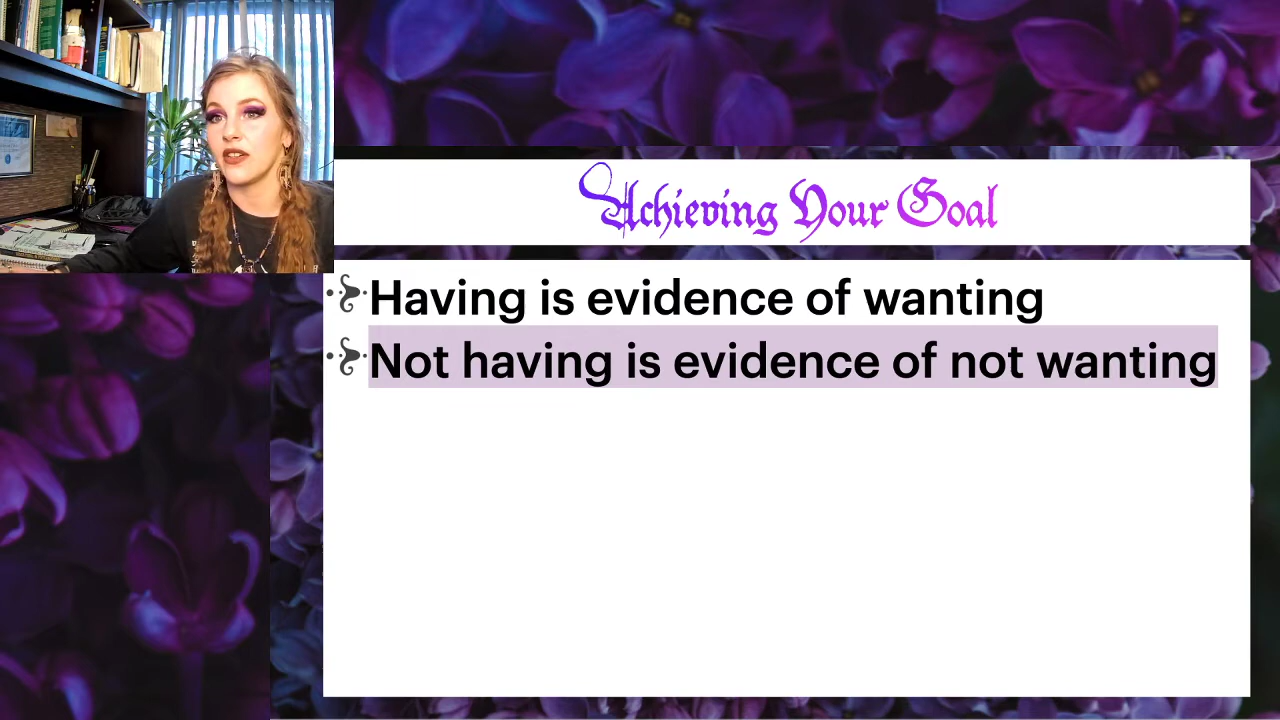 Achieving Your Goal
Having is evidence of wanting
Not having is evidence of not wanting